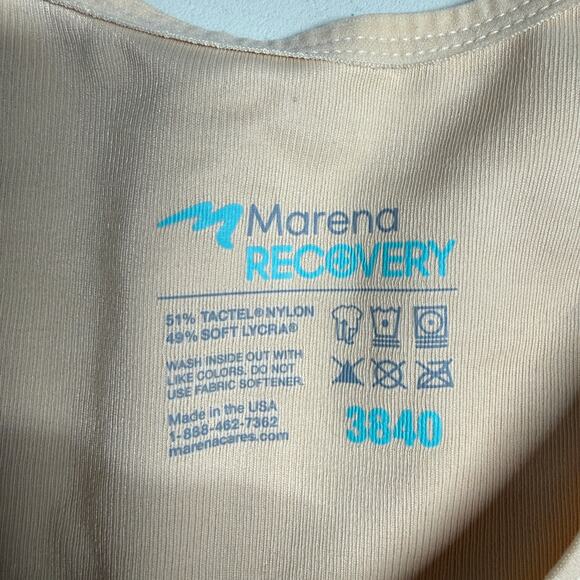 Marena
RECOVERY
51% TACTEL® NYLON
49% SOFT LYCRA®
WASH INSIDE OUT WITH
LIKE COLORS. DO NOT
USE FABRIC SOFTENER.
Made in the USA
1-888-462-7362
marenacares.com
3840